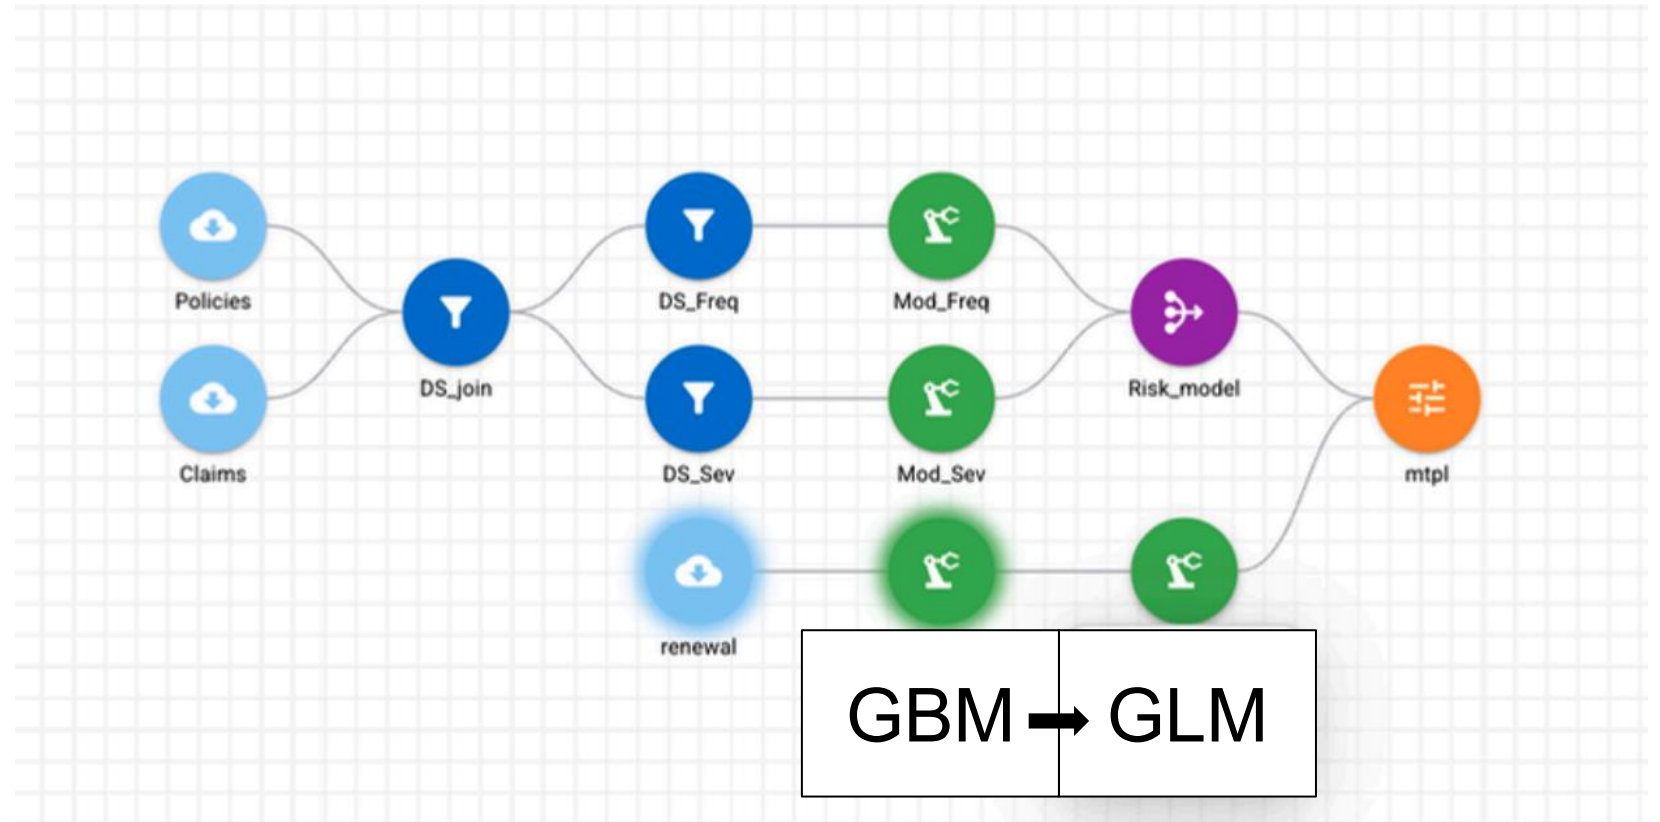 Policies
DS_Freq
Mod_Freq
DS_join
Risk_model
Claims
DS_Sev
Mod_Sev
mtpl
renewal
GBM → GLM